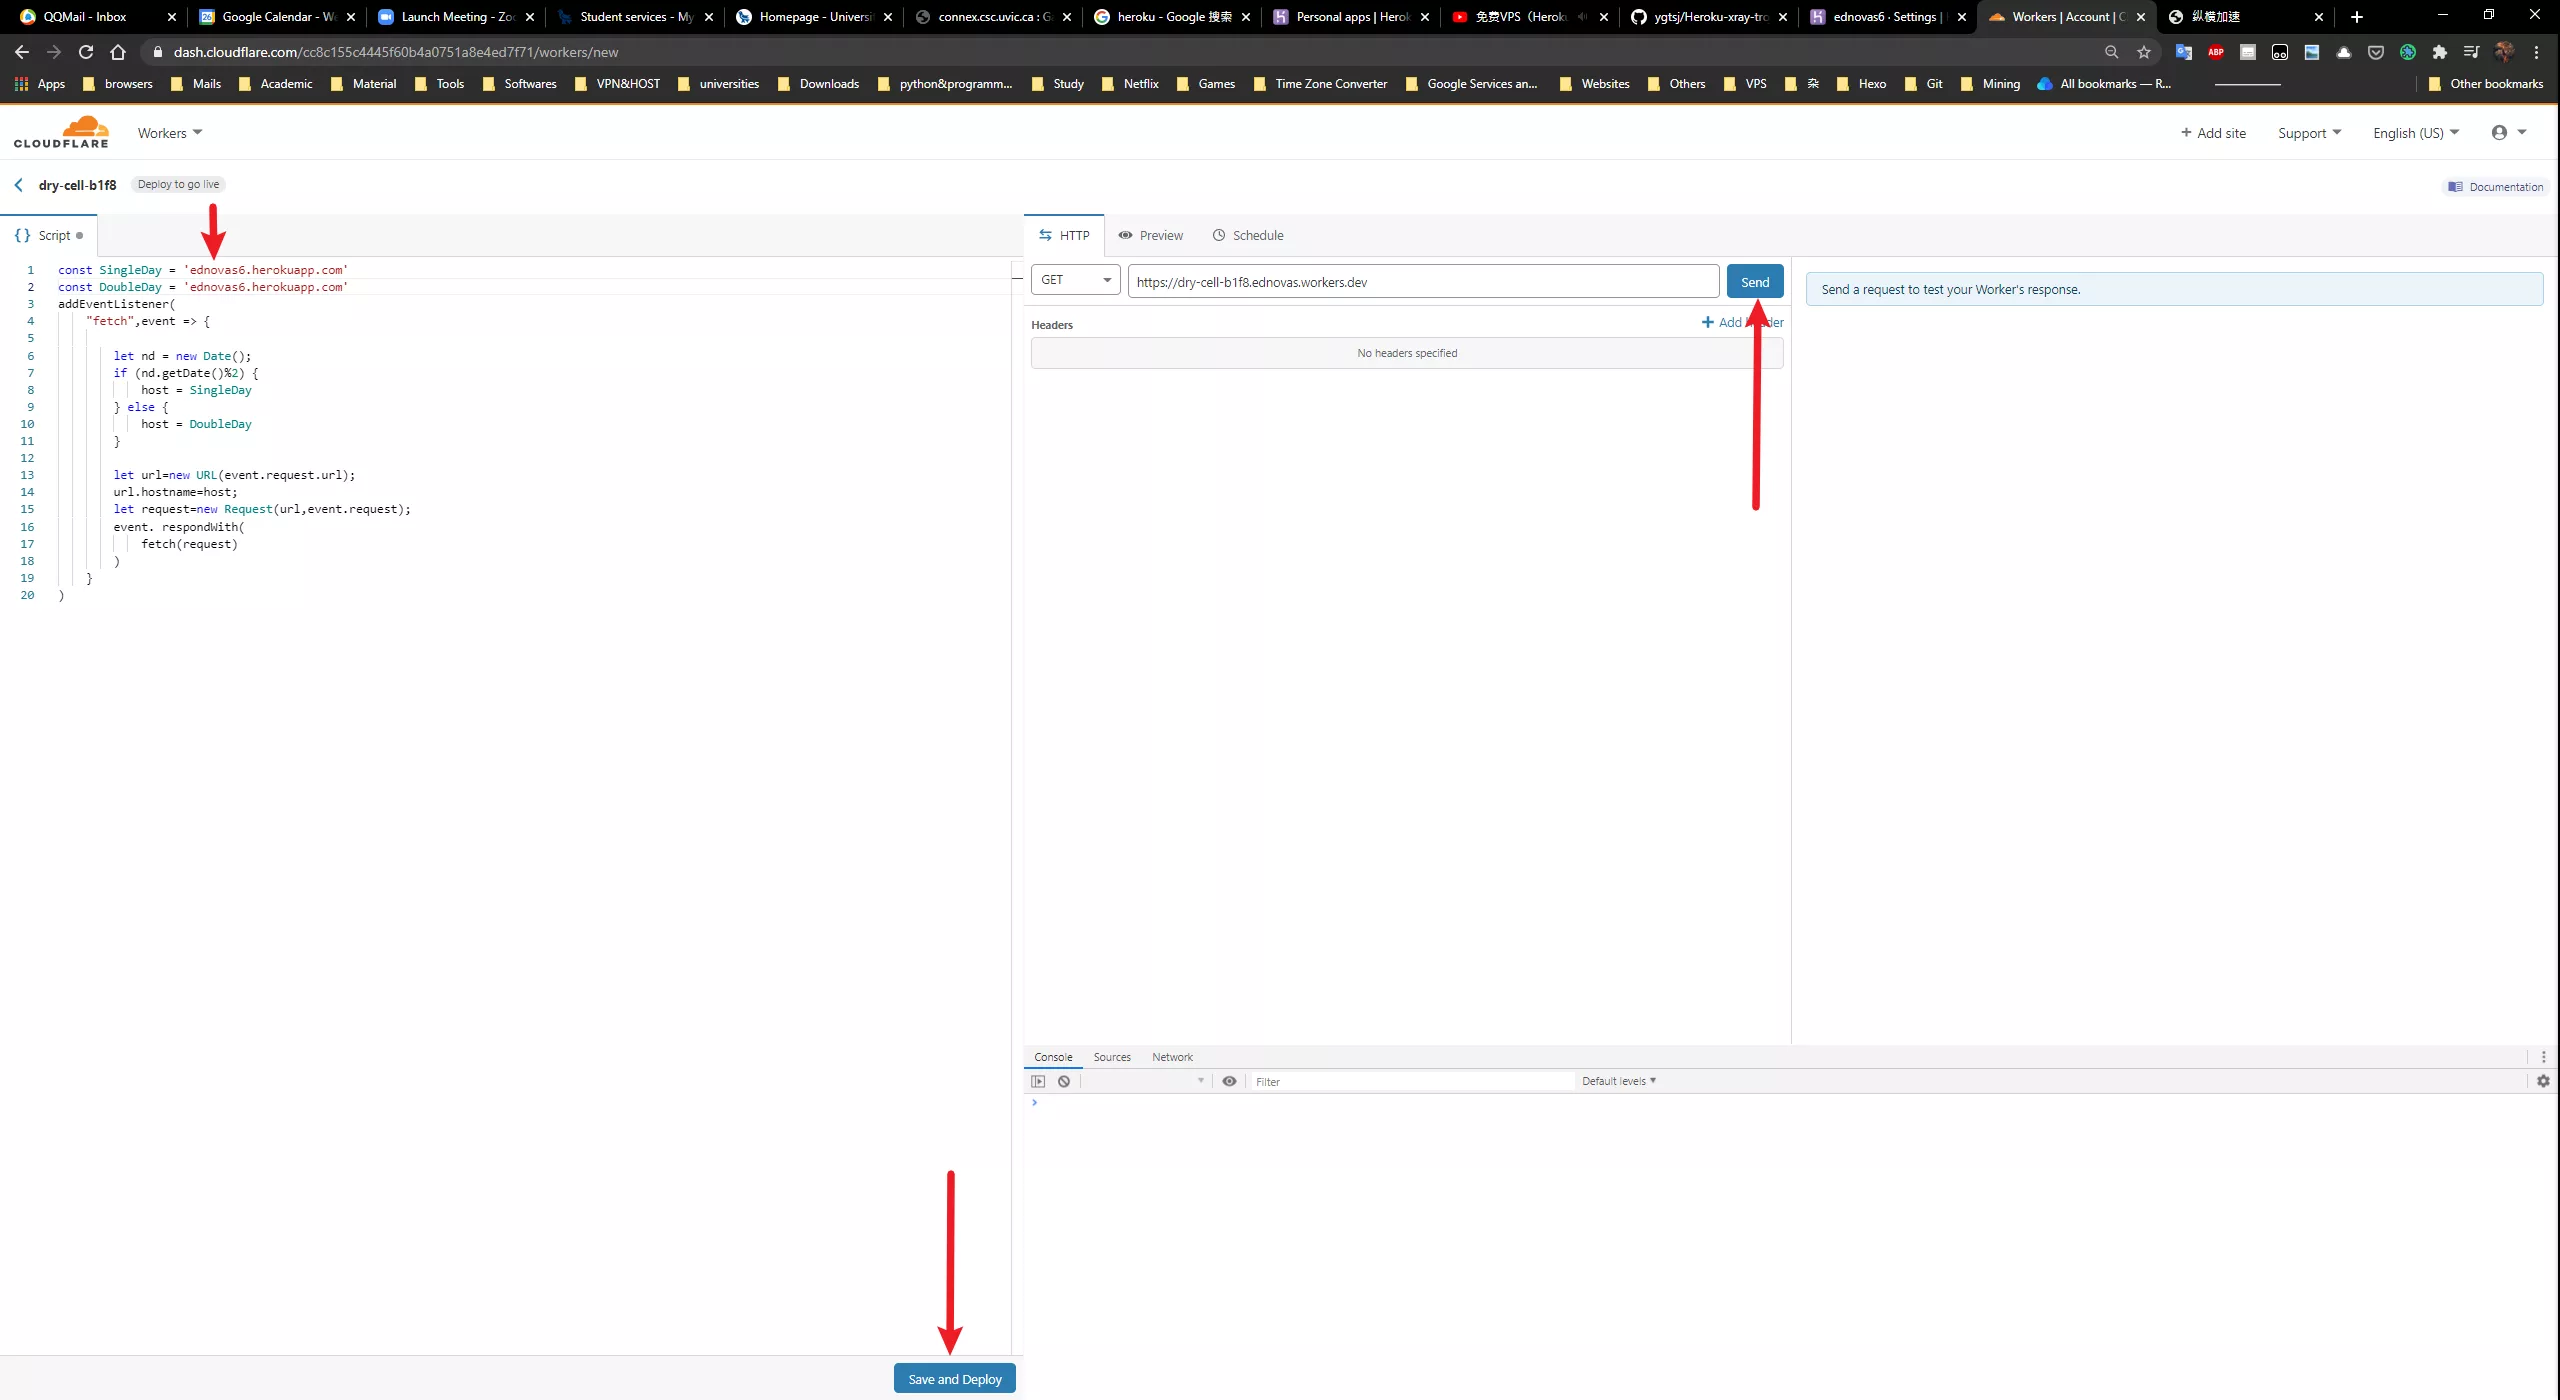 QQMail - Inbox
Google Calendar - We
Launch Meeting - Zoo
Student services - My
Homepage - Universit
connex.csc.uvic.ca : Ga
heroku - Google 搜索
Personal apps | Herok
免费VPS（Heroku
ygtsj/Heroku-xray-tro
ednovas6 · Settings |
Workers | Account | C
纵横加速
dash.cloudflare.com/cc8c155c4445f60b4a0751a8e4ed7f71/workers/new
Apps
browsers
Mails
Academic
Material
Tools
Softwares
VPN&HOST
universities
Downloads
python&programm...
Study
Netflix
Games
Time Zone Converter
Google Services an...
Websites
Others
VPS
杂
Hexo
Git
Mining
All bookmarks — R...
Other bookmarks
CLOUDFLARE
Workers
+ Add site
Support
English (US)
dry-cell-b1f8
Deploy to go live
Documentation
{} Script
HTTP
Preview
Schedule
1 const SingleDay = 'ednovas6.herokuapp.com'
2 const DoubleDay = 'ednovas6.herokuapp.com'
3 addEventListener(
4 "fetch",event => {
5
6 let nd = new Date();
7 if (nd.getDate()%2) {
8 host = SingleDay
9 } else {
10 host = DoubleDay
11 }
12
13 let url=new URL(event.request.url);
14 url.hostname=host;
15 let request=new Request(url,event.request);
16 event. respondWith(
17 fetch(request)
18 )
19 }
20 )
GET
https://dry-cell-b1f8.ednovas.workers.dev
Send
Send a request to test your Worker's response.
Headers
+ Add header
No headers specified
Console
Sources
Network
Filter
Default levels
Save and Deploy